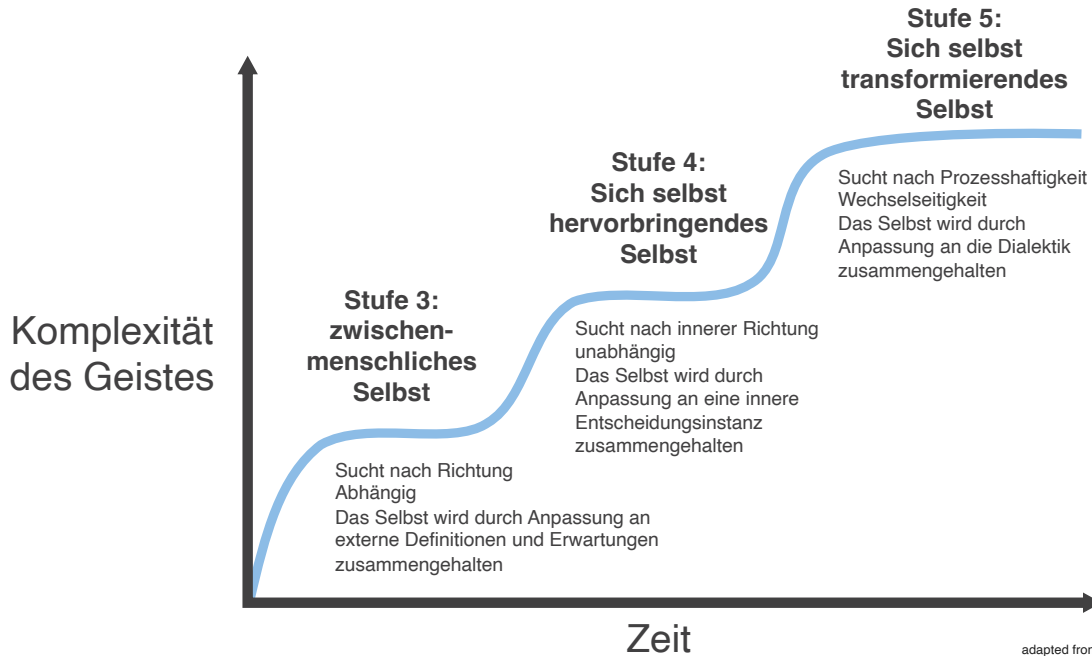 Stufe 5:
Sich selbst
transformierendes
Selbst
Stufe 4:
Sich selbst
hervorbringendes
Selbst
Sucht nach Prozesshaftigkeit
Wechselseitigkeit
Das Selbst wird durch
Anpassung an die Dialektik
zusammengehalten
Stufe 3:
zwischen-
menschliches
Selbst
Komplexität
des Geistes
Sucht nach innerer Richtung
unabhängig
Das Selbst wird durch
Anpassung an eine innere
Entscheidungsinstanz
zusammengehalten
Sucht nach Richtung
Abhängig
Das Selbst wird durch Anpassung an
externe Definitionen und Erwartungen
zusammengehalten
Zeit
adapted